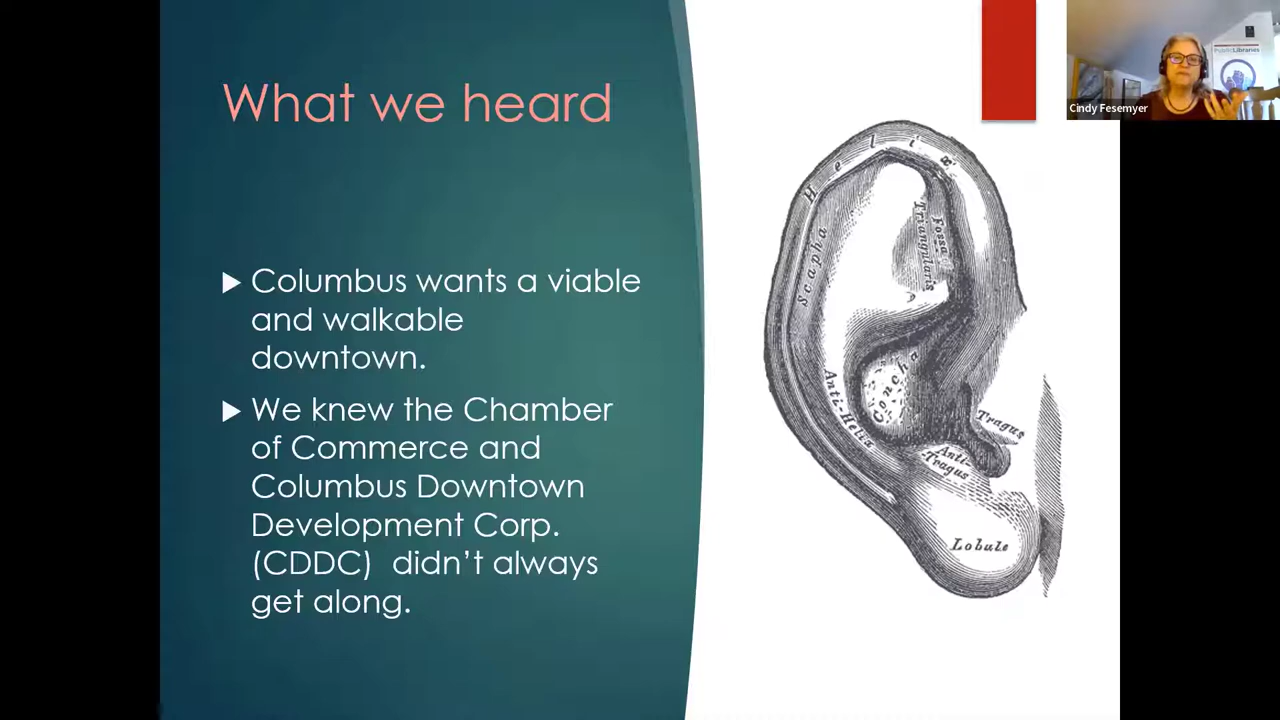 What we heard
Columbus wants a viable
and walkable
downtown.
We knew the Chamber
of Commerce and
Columbus Downtown
Development Corp.
(CDDC) didn’t always
get along.
Helix
Scapha
Fossa
Triangularis
Concha
Anti-Helix
Tragus
Anti-
Tragus
Lobule
PublicLibraries
Cindy Fesemyer